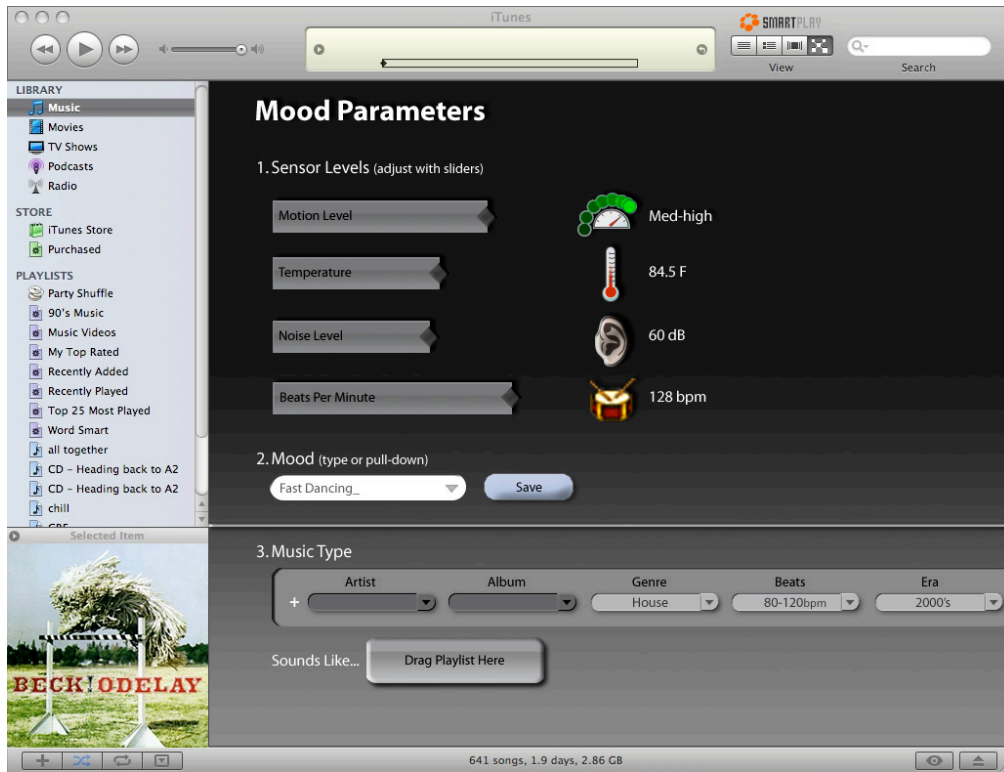 iTunes
SMARTPLAY
View
Search
LIBRARY
Music
Movies
TV Shows
Podcasts
Radio
STORE
iTunes Store
Purchased
PLAYLISTS
Party Shuffle
90's Music
Music Videos
My Top Rated
Recently Added
Recently Played
Top 25 Most Played
Word Smart
all together
CD – Heading back to A2
CD – Heading back to A2
chill
Selected Item
BECK! ODELAY
Mood Parameters
1. Sensor Levels (adjust with sliders)
Motion Level Med-high
Temperature 84.5 F
Noise Level 60 dB
Beats Per Minute 128 bpm
2. Mood (type or pull-down)
Fast Dancing_ Save
3. Music Type
Artist Album Genre Beats Era
+ House 80-120bpm 2000's
Sounds Like... Drag Playlist Here
641 songs, 1.9 days, 2.86 GB